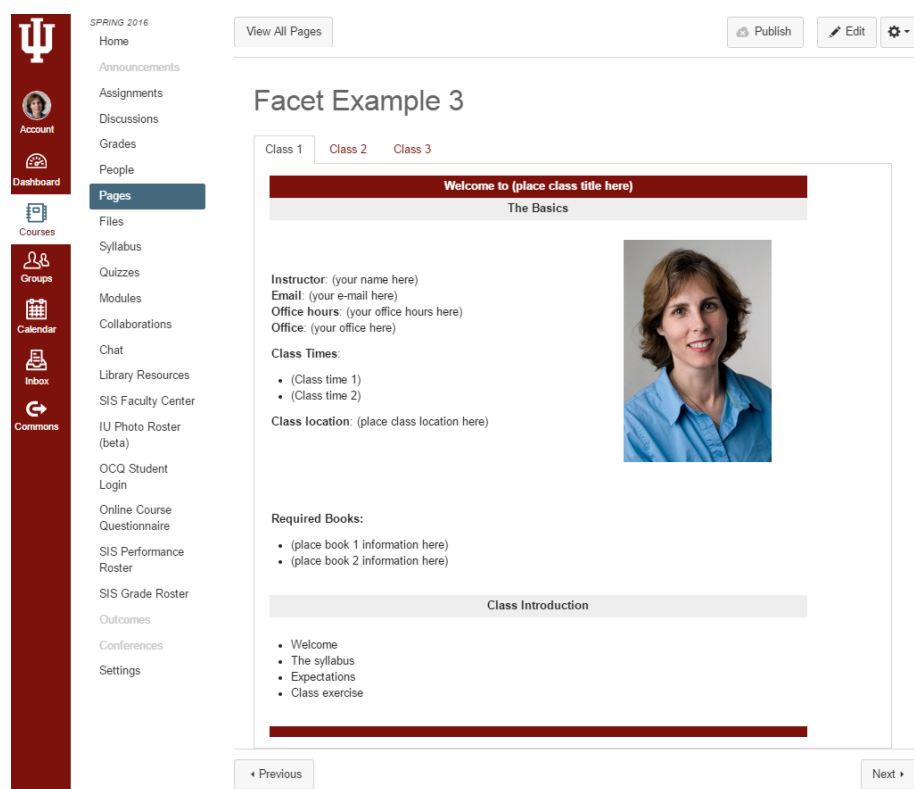 Account
Dashboard
Courses
Groups
Calendar
Inbox
Commons
SPRING 2016
Home
Announcements
Assignments
Discussions
Grades
People
Pages
Files
Syllabus
Quizzes
Modules
Collaborations
Chat
Library Resources
SIS Faculty Center
IU Photo Roster
(beta)
OCQ Student
Login
Online Course
Questionnaire
SIS Performance
Roster
SIS Grade Roster
Outcomes
Conferences
Settings
View All Pages
Publish
Edit
Facet Example 3
Class 1 Class 2 Class 3
Welcome to (place class title here)
The Basics
Instructor: (your name here)
Email: (your e-mail here)
Office hours: (your office hours here)
Office: (your office here)
Class Times:
• (Class time 1)
• (Class time 2)
Class location: (place class location here)
Required Books:
• (place book 1 information here)
• (place book 2 information here)
Class Introduction
• Welcome
• The syllabus
• Expectations
• Class exercise
Previous
Next